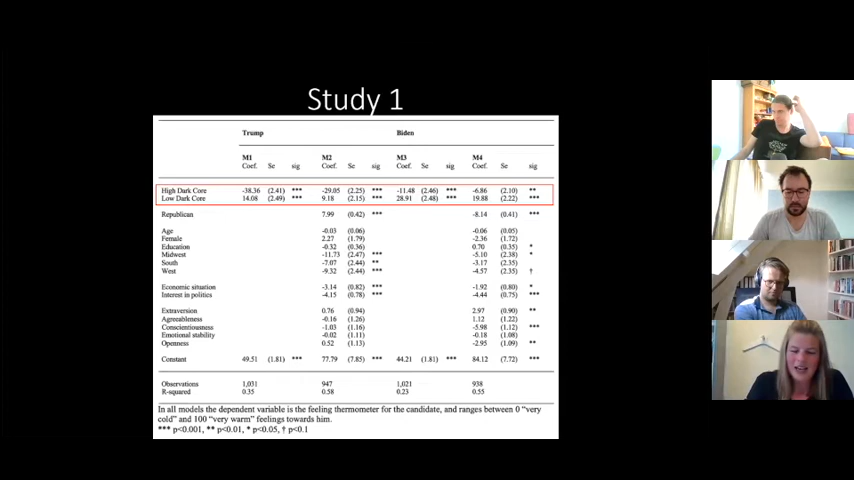 Study 1
Trump Biden
M1 M2 M3 M4
Coef. Se sig Coef. Se sig Coef. Se sig Coef. Se sig
High Dark Core -38.36 (2.41) *** -29.05 (2.25) *** -11.48 (2.46) *** -6.86 (2.10) **
Low Dark Core 14.08 (2.49) *** 9.18 (2.15) *** 28.91 (2.48) *** 19.88 (2.22) ***
Republican 7.99 (0.42) *** -8.14 (0.41) ***
Age -0.03 (0.06) -0.06 (0.05)
Female 2.27 (1.79) -2.36 (1.72)
Education -0.32 (0.36) 0.70 (0.35) *
Midwest -11.73 (2.47) *** -5.10 (2.38) *
South -7.07 (2.44) ** -3.17 (2.35)
West -9.32 (2.44) *** -4.57 (2.35) †
Economic situation -3.14 (0.82) *** -1.92 (0.80) *
Interest in politics -4.15 (0.78) *** -4.44 (0.75) ***
Extraversion 0.76 (0.94) 2.97 (0.90) **
Agreeableness -0.16 (1.26) 1.12 (1.22)
Conscientiousness -1.03 (1.16) -5.98 (1.12) ***
Emotional stability -0.02 (1.11) -0.18 (1.08)
Openness 0.52 (1.13) -2.95 (1.09) **
Constant 49.51 (1.81) *** 77.79 (7.85) *** 44.21 (1.81) *** 84.12 (7.72) ***
Observations 1,031 947 1,021 938
R-squared 0.35 0.58 0.23 0.55
In all models the dependent variable is the feeling thermometer for the candidate, and ranges between 0 "very
cold" and 100 "very warm" feelings towards him.
*** p<0.001, ** p<0.01, * p<0.05, † p<0.1